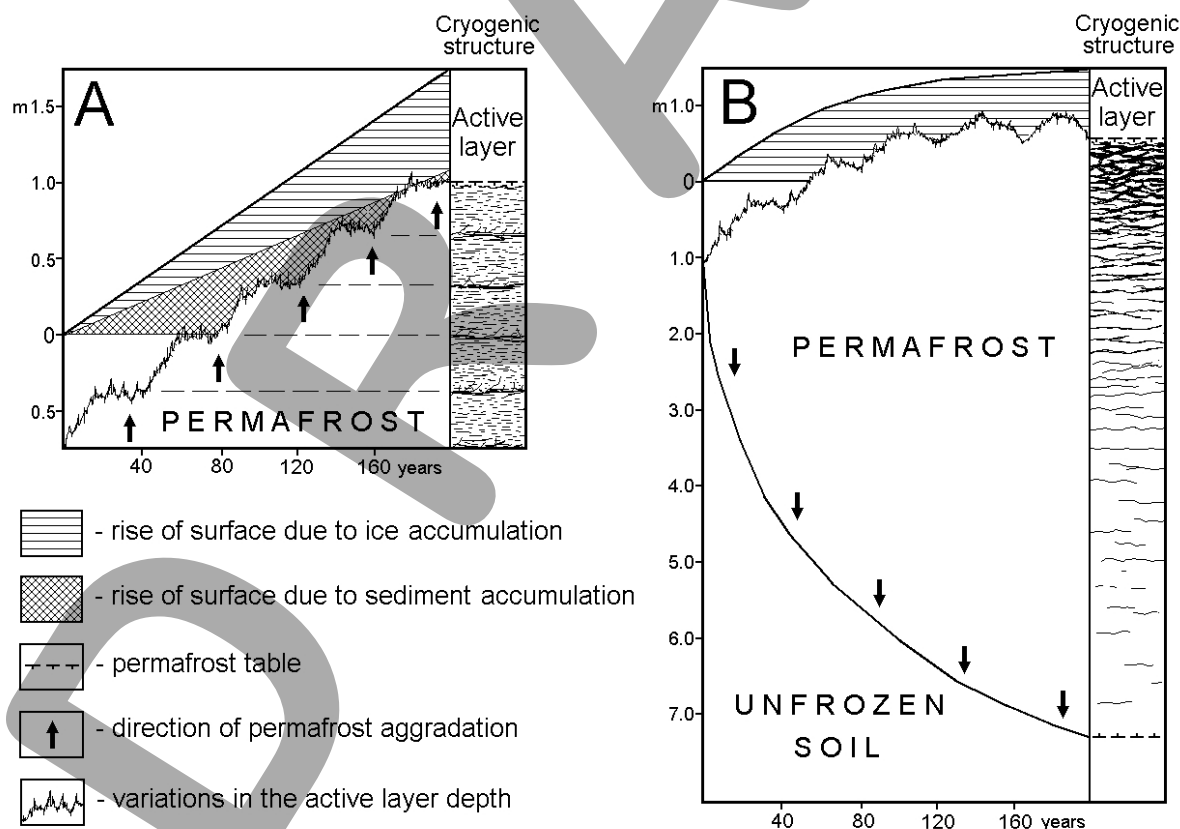 Cryogenic
structure
A
m 1.5
1.0
0.5
0
0.5
Active
layer
PERMAFROST
40 80 120 160 years
- rise of surface due to ice accumulation
- rise of surface due to sediment accumulation
- permafrost table
- direction of permafrost aggradation
- variations in the active layer depth
Cryogenic
structure
B
m 1.0
0
1.0
2.0
3.0
4.0
5.0
6.0
7.0
Active
layer
PERMAFROST
UNFROZEN
SOIL
40 80 120 160 years